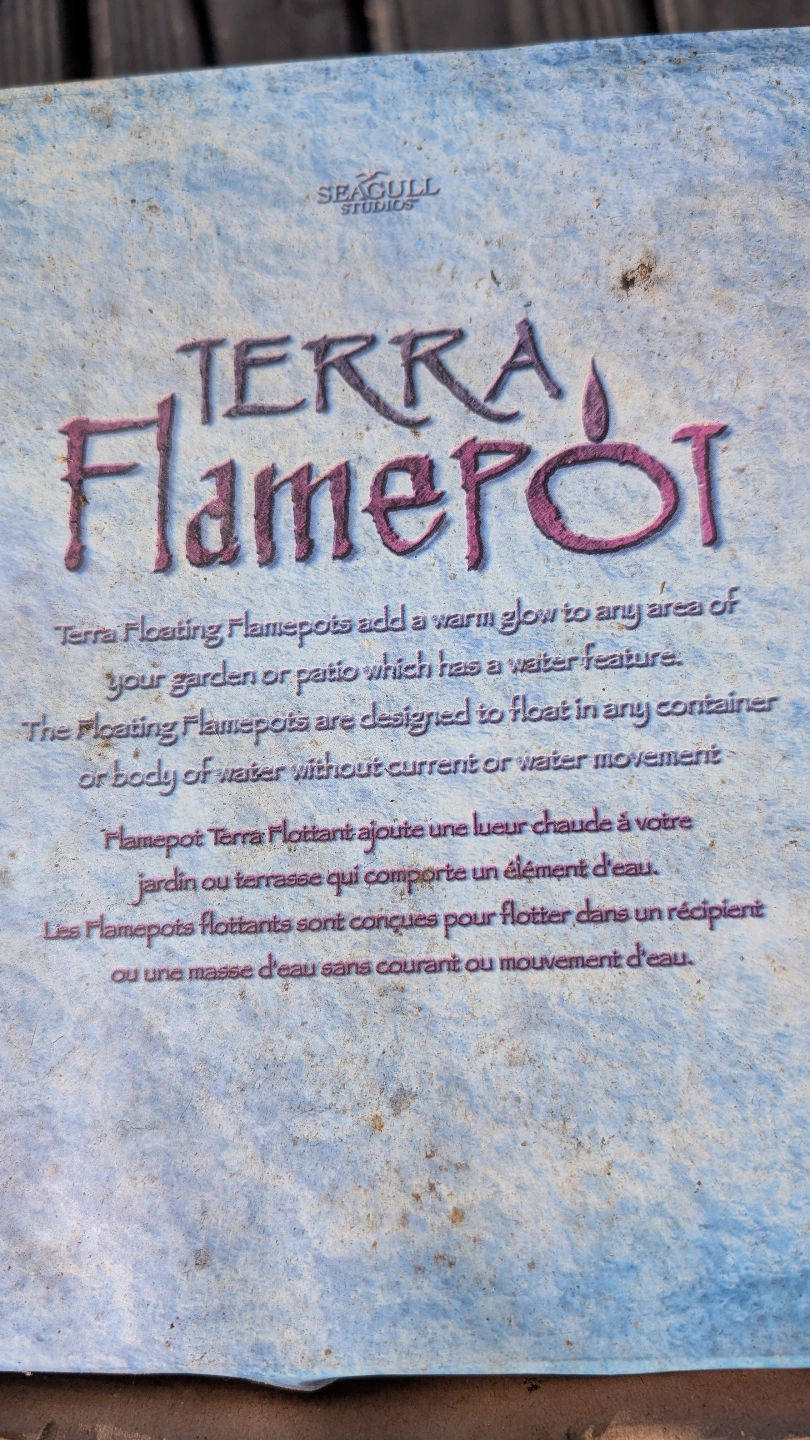 SEAGULL
STUDIOS
TERRA
Flamepot
Terra Floating Flamepots add a warm glow to any area of
your garden or patio which has a water feature.
The Floating Flamepots are designed to float in any container
or body of water without current or water movement
Flamepot Terra Flottant ajoute une lueur chaude à votre
jardin ou terrasse qui comporte un élément d'eau.
Les Flamepots flottants sont conçues pour flotter dans un récipient
ou une masse d'eau sans courant ou mouvement d'eau.